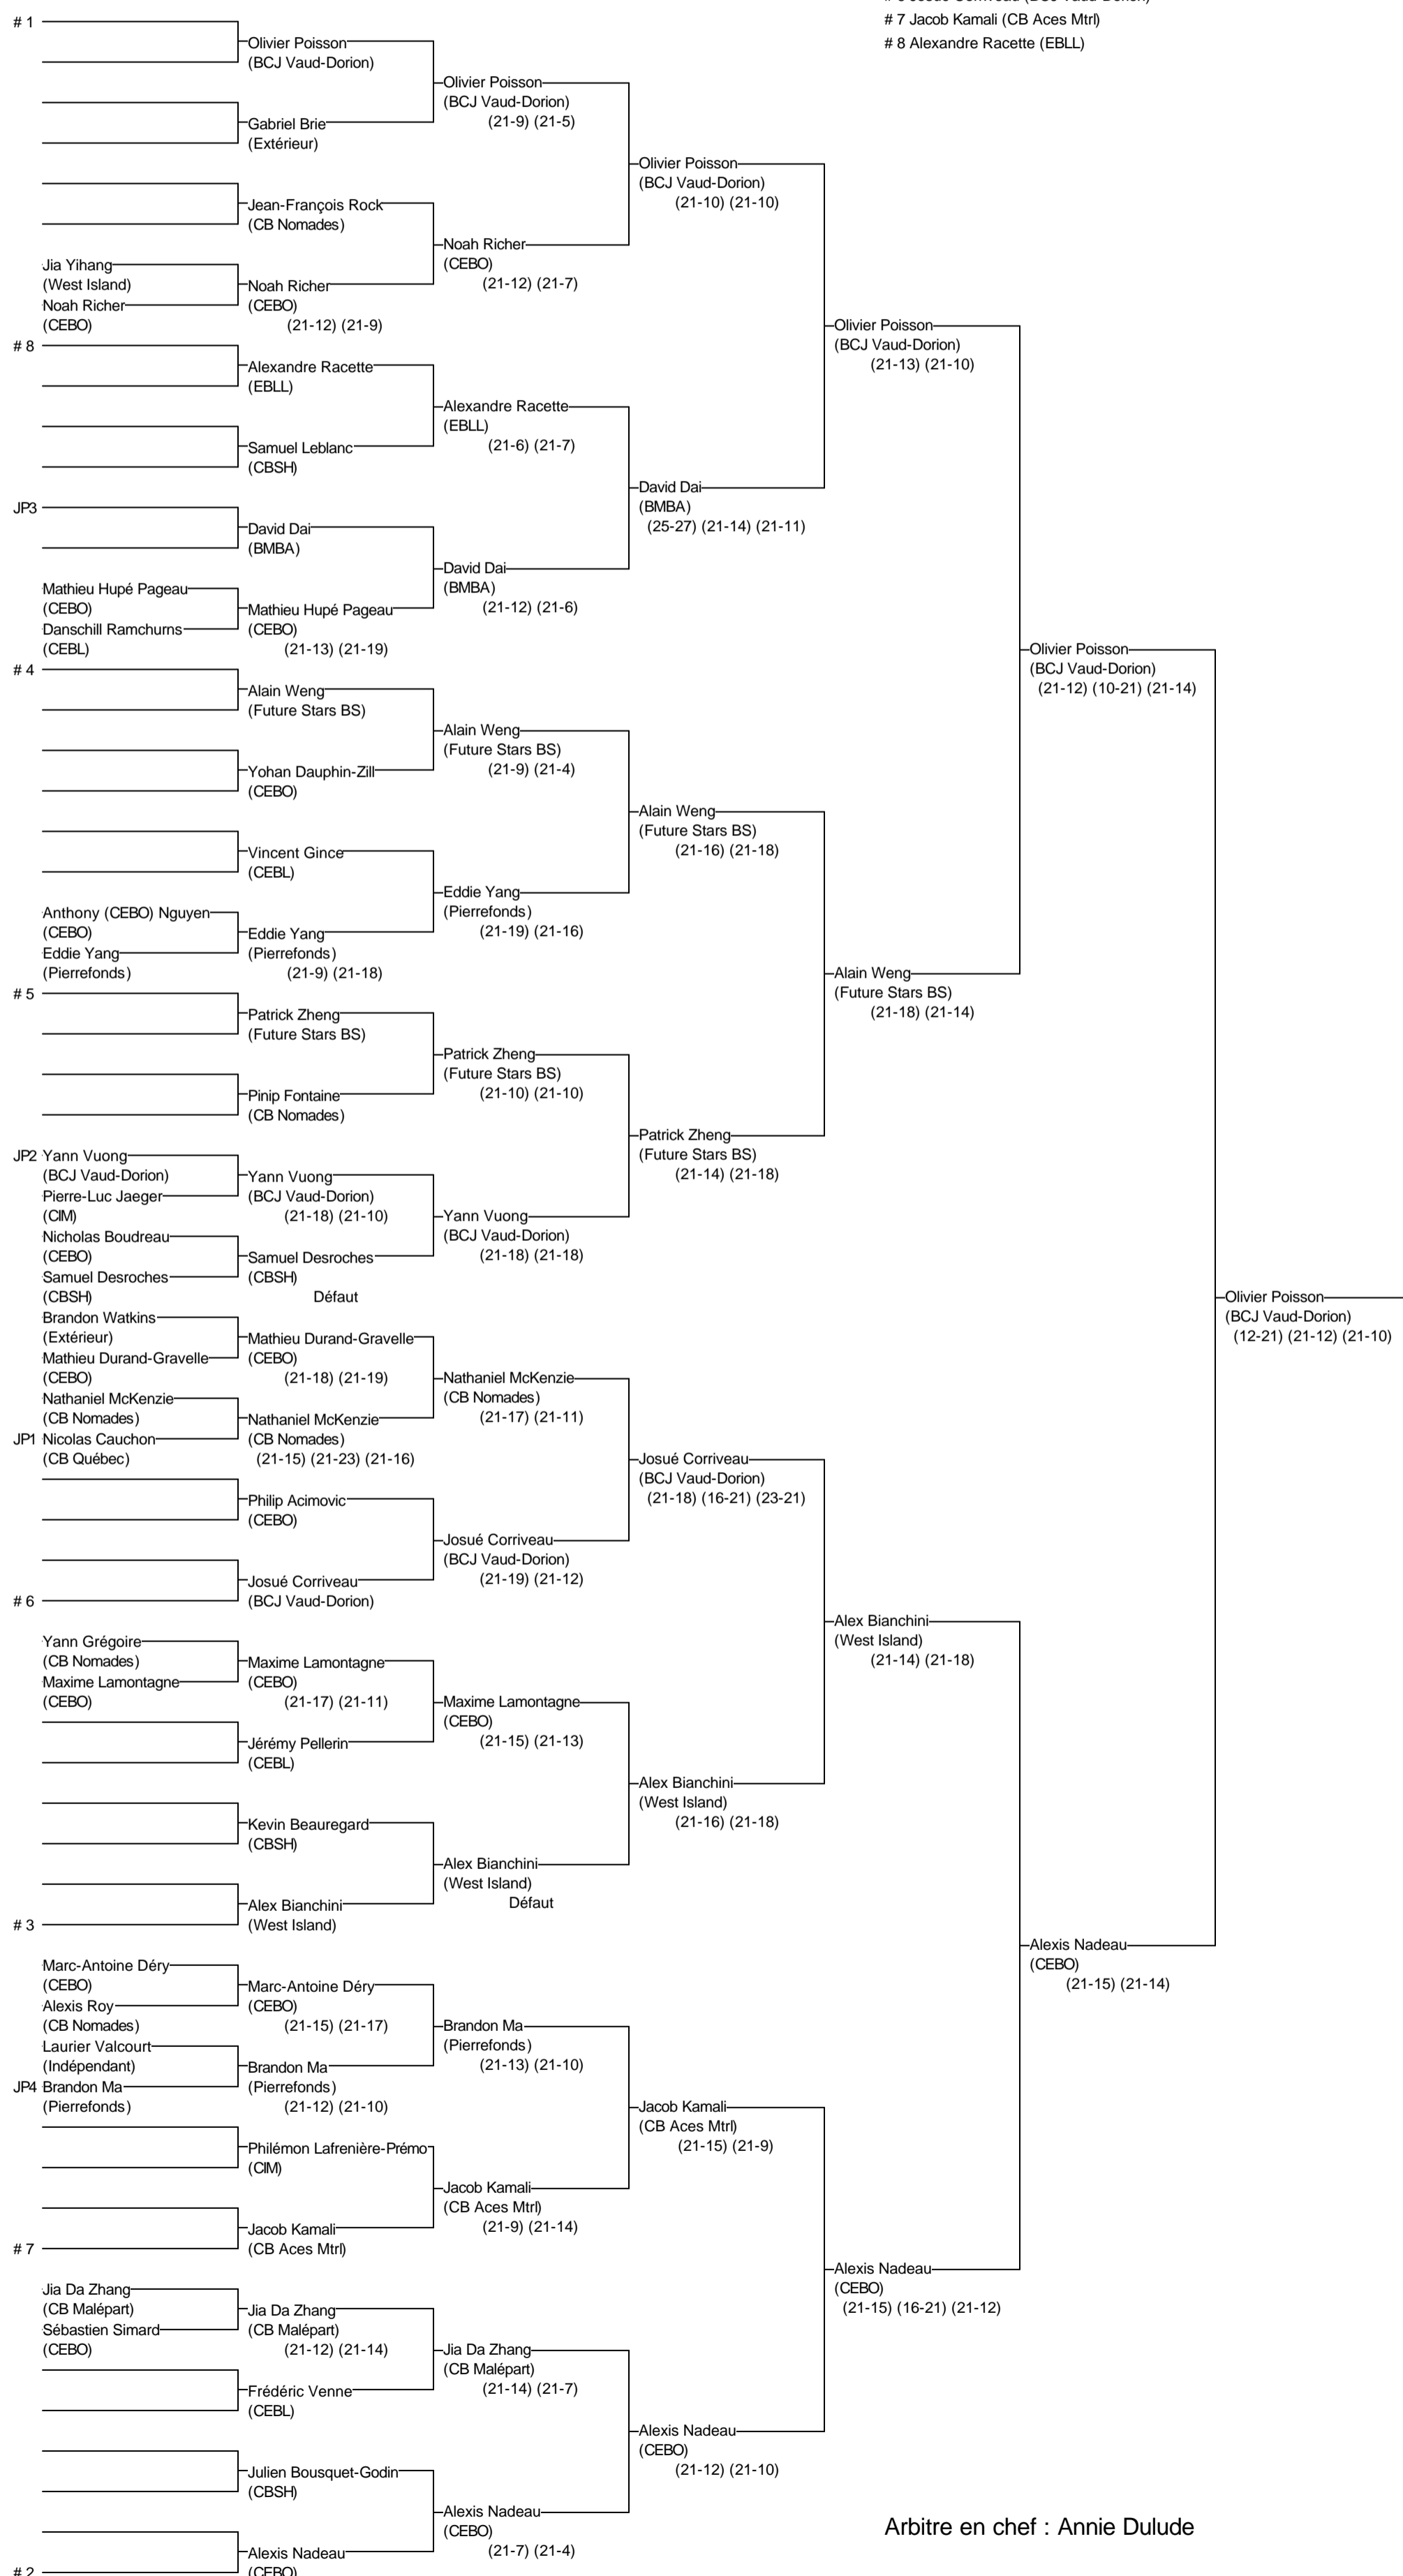 # 7 Jacob Kamali (CB Aces Mtrl)
# 8 Alexandre Racette (EBLL)
# 1
Olivier Poisson
(BCJ Vaud-Dorion)
Olivier Poisson
(BCJ Vaud-Dorion)
(21-9) (21-5)
Gabriel Brie
(Extérieur)
Olivier Poisson
(BCJ Vaud-Dorion)
(21-10) (21-10)
Jean-François Rock
(CB Nomades)
Noah Richer
(CEBO)
(21-12) (21-7)
Jia Yihang
(West Island)
Noah Richer
(CEBO)
Noah Richer
(CEBO)
(21-12) (21-9)
Olivier Poisson
(BCJ Vaud-Dorion)
(21-13) (21-10)
# 8
Alexandre Racette
(EBLL)
Alexandre Racette
(EBLL)
(21-6) (21-7)
Samuel Leblanc
(CBSH)
David Dai
(BMBA)
(25-27) (21-14) (21-11)
JP3
David Dai
(BMBA)
David Dai
(BMBA)
(21-12) (21-6)
Mathieu Hupé Pageau
(CEBO)
Danschill Ramchurns
(CEBL)
Mathieu Hupé Pageau
(CEBO)
(21-13) (21-19)
Olivier Poisson
(BCJ Vaud-Dorion)
(21-12) (10-21) (21-14)
# 4
Alain Weng
(Future Stars BS)
Alain Weng
(Future Stars BS)
(21-9) (21-4)
Yohan Dauphin-Zill
(CEBO)
Alain Weng
(Future Stars BS)
(21-16) (21-18)
Vincent Gince
(CEBL)
Eddie Yang
(Pierrefonds)
(21-19) (21-16)
Anthony (CEBO) Nguyen
(CEBO)
Eddie Yang
(Pierrefonds)
Eddie Yang
(Pierrefonds)
(21-9) (21-18)
Alain Weng
(Future Stars BS)
(21-18) (21-14)
# 5
Patrick Zheng
(Future Stars BS)
Patrick Zheng
(Future Stars BS)
(21-10) (21-10)
Pinip Fontaine
(CB Nomades)
Patrick Zheng
(Future Stars BS)
(21-14) (21-18)
JP2 Yann Vuong
(BCJ Vaud-Dorion)
Pierre-Luc Jaeger
(CIM)
Yann Vuong
(BCJ Vaud-Dorion)
(21-18) (21-10)
Yann Vuong
(BCJ Vaud-Dorion)
(21-18) (21-18)
Nicholas Boudreau
(CEBO)
Samuel Desroches
(CBSH)
Samuel Desroches
(CBSH)
Défaut
Olivier Poisson
(BCJ Vaud-Dorion)
(12-21) (21-12) (21-10)
Brandon Watkins
(Extérieur)
Mathieu Durand-Gravelle
(CEBO)
Mathieu Durand-Gravelle
(CEBO)
(21-18) (21-19)
Nathaniel McKenzie
(CB Nomades)
(21-17) (21-11)
Nathaniel McKenzie
(CB Nomades)
JP1 Nicolas Cauchon
(CB Québec)
Nathaniel McKenzie
(CB Nomades)
(21-15) (21-23) (21-16)
Josué Corriveau
(BCJ Vaud-Dorion)
(21-18) (16-21) (23-21)
Philip Acimovic
(CEBO)
Josué Corriveau
(BCJ Vaud-Dorion)
(21-19) (21-12)
Josué Corriveau
(BCJ Vaud-Dorion)
# 6
Alex Bianchini
(West Island)
(21-14) (21-18)
Yann Grégoire
(CB Nomades)
Maxime Lamontagne
(CEBO)
Maxime Lamontagne
(CEBO)
(21-17) (21-11)
Maxime Lamontagne
(CEBO)
(21-15) (21-13)
Jérémy Pellerin
(CEBL)
Alex Bianchini
(West Island)
(21-16) (21-18)
Kevin Beauregard
(CBSH)
Alex Bianchini
(West Island)
Défaut
Alex Bianchini
(West Island)
# 3
Alexis Nadeau
(CEBO)
(21-15) (21-14)
Marc-Antoine Déry
(CEBO)
Alexis Roy
(CB Nomades)
Marc-Antoine Déry
(CEBO)
(21-15) (21-17)
Brandon Ma
(Pierrefonds)
(21-13) (21-10)
Laurier Valcourt
(Indépendant)
JP4 Brandon Ma
(Pierrefonds)
Brandon Ma
(Pierrefonds)
(21-12) (21-10)
Jacob Kamali
(CB Aces Mtrl)
(21-15) (21-9)
Philémon Lafrenière-Prémo
(CIM)
Jacob Kamali
(CB Aces Mtrl)
(21-9) (21-14)
Jacob Kamali
(CB Aces Mtrl)
# 7
Alexis Nadeau
(CEBO)
(21-15) (16-21) (21-12)
Jia Da Zhang
(CB Malépart)
Sébastien Simard
(CEBO)
Jia Da Zhang
(CB Malépart)
(21-12) (21-14)
Jia Da Zhang
(CB Malépart)
(21-14) (21-7)
Frédéric Venne
(CEBL)
Alexis Nadeau
(CEBO)
(21-12) (21-10)
Julien Bousquet-Godin
(CBSH)
Alexis Nadeau
(CEBO)
(21-7) (21-4)
Alexis Nadeau
(CEBO)
# 2
Arbitre en chef : Annie Dulude